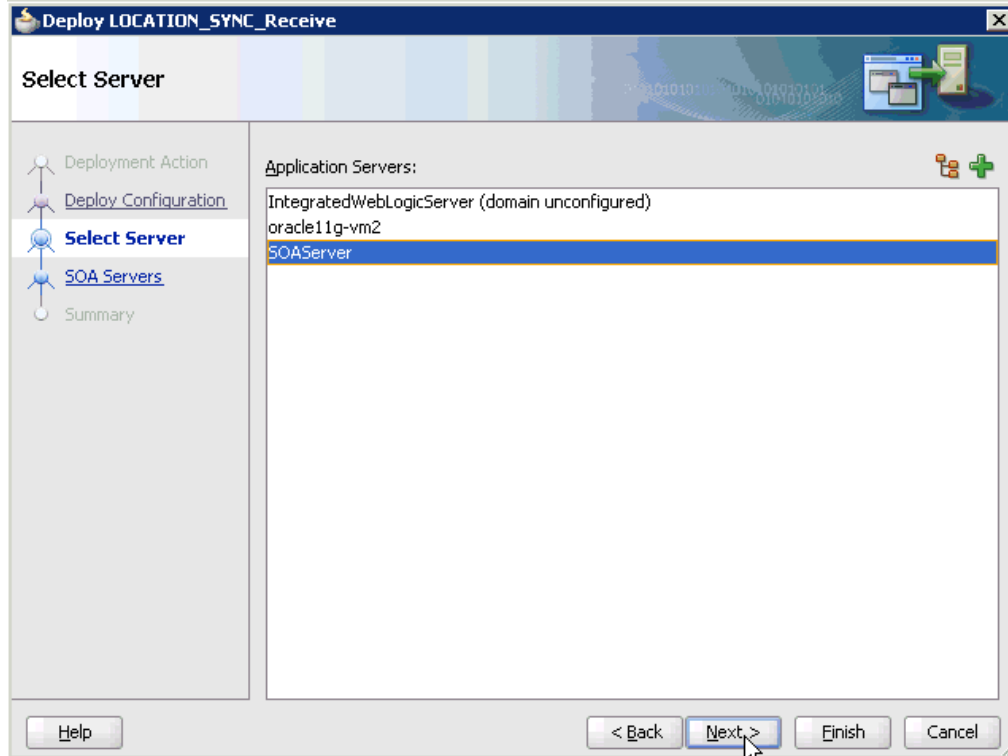 Deploy LOCATION_SYNC_Receive
Select Server
Deployment Action
Deploy Configuration
Select Server
SOA Servers
Summary
Application Servers:
IntegratedWebLogicServer (domain unconfigured)
oracle11g-vm2
SOAServer
Help
< Back
Next >
Finish
Cancel